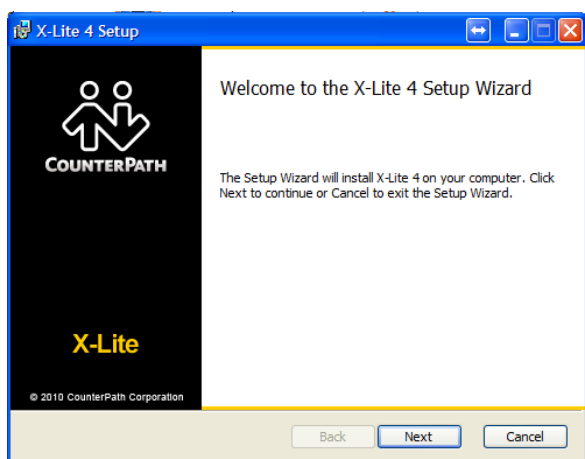 X-Lite 4 Setup
COUNTERPATH
Welcome to the X-Lite 4 Setup Wizard
The Setup Wizard will install X-Lite 4 on your computer. Click
Next to continue or Cancel to exit the Setup Wizard.
X-Lite
© 2010 CounterPath Corporation
Back
Next
Cancel